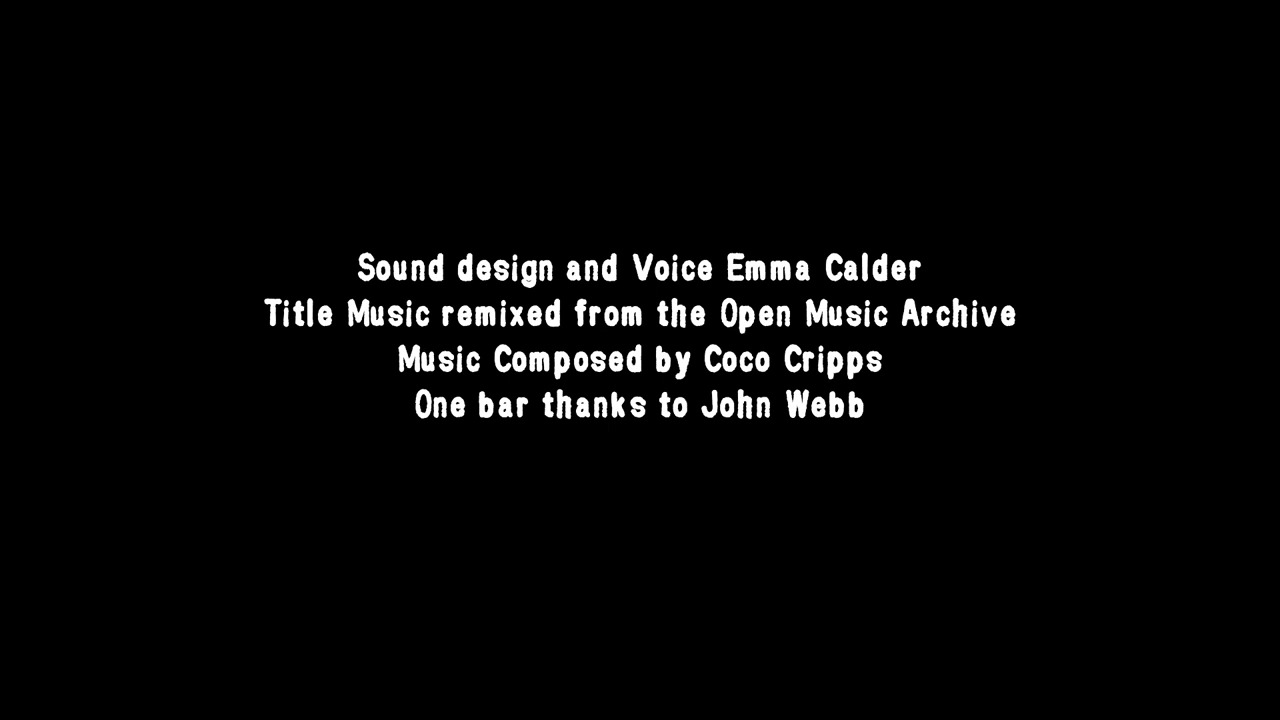 Sound design and Voice Emma Calder
Title Music remixed from the Open Music Archive
Music Composed by Coco Cripps
One bar thanks to John Webb